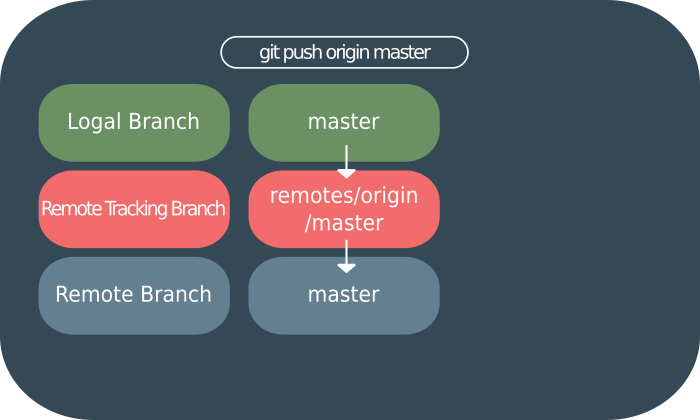 git push origin master
Logal Branch
master
Remote Tracking Branch
remotes/origin
/master
Remote Branch
master